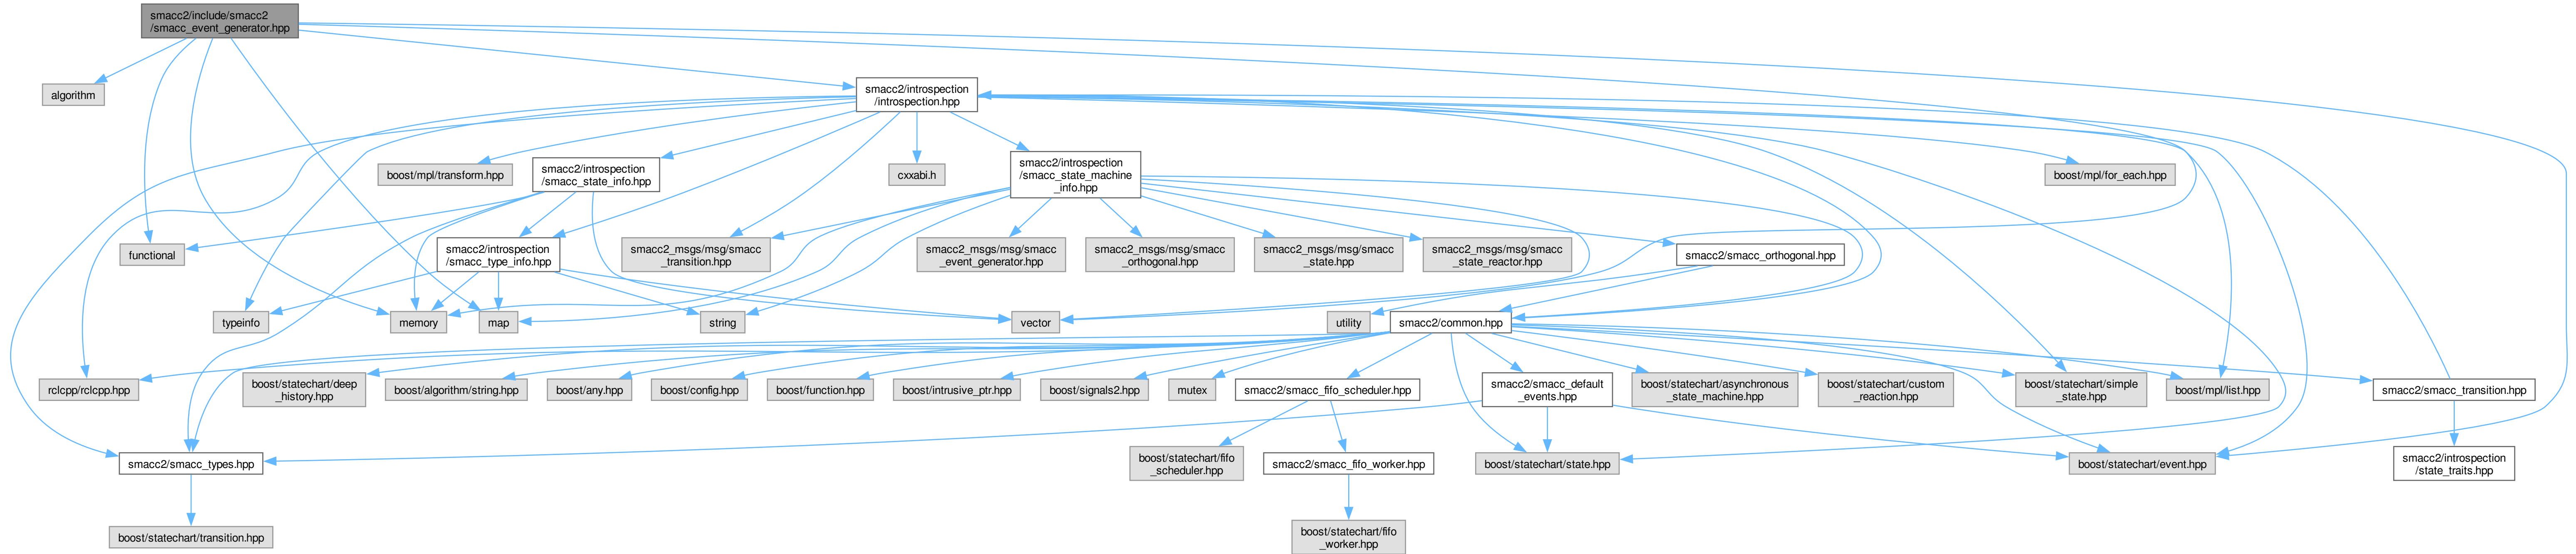 smacc2/include/smacc2
/smacc_event_generator.hpp
algorithm
smacc2/introspection
/introspection.hpp
boost/mpl/transform.hpp
smacc2/introspection
/smacc_state_info.hpp
cxxabi.h
smacc2/introspection
/smacc_state_machine
_info.hpp
boost/mpl/for_each.hpp
functional
smacc2/introspection
/smacc_type_info.hpp
smacc2_msgs/msg/smacc
_transition.hpp
smacc2_msgs/msg/smacc
_event_generator.hpp
smacc2_msgs/msg/smacc
_orthogonal.hpp
smacc2_msgs/msg/smacc
_state.hpp
smacc2_msgs/msg/smacc
_state_reactor.hpp
smacc2/smacc_orthogonal.hpp
typeinfo
memory
map
string
vector
utility
smacc2/common.hpp
rclcpp/rclcpp.hpp
boost/statechart/deep
_history.hpp
boost/algorithm/string.hpp
boost/any.hpp
boost/config.hpp
boost/function.hpp
boost/intrusive_ptr.hpp
boost/signals2.hpp
mutex
smacc2/smacc_fifo_scheduler.hpp
smacc2/smacc_default
_events.hpp
boost/statechart/asynchronous
_state_machine.hpp
boost/statechart/custom
_reaction.hpp
boost/statechart/simple
_state.hpp
boost/mpl/list.hpp
smacc2/smacc_transition.hpp
smacc2/smacc_types.hpp
boost/statechart/fifo
_scheduler.hpp
smacc2/smacc_fifo_worker.hpp
boost/statechart/state.hpp
boost/statechart/event.hpp
smacc2/introspection
/state_traits.hpp
boost/statechart/transition.hpp
boost/statechart/fifo
_worker.hpp